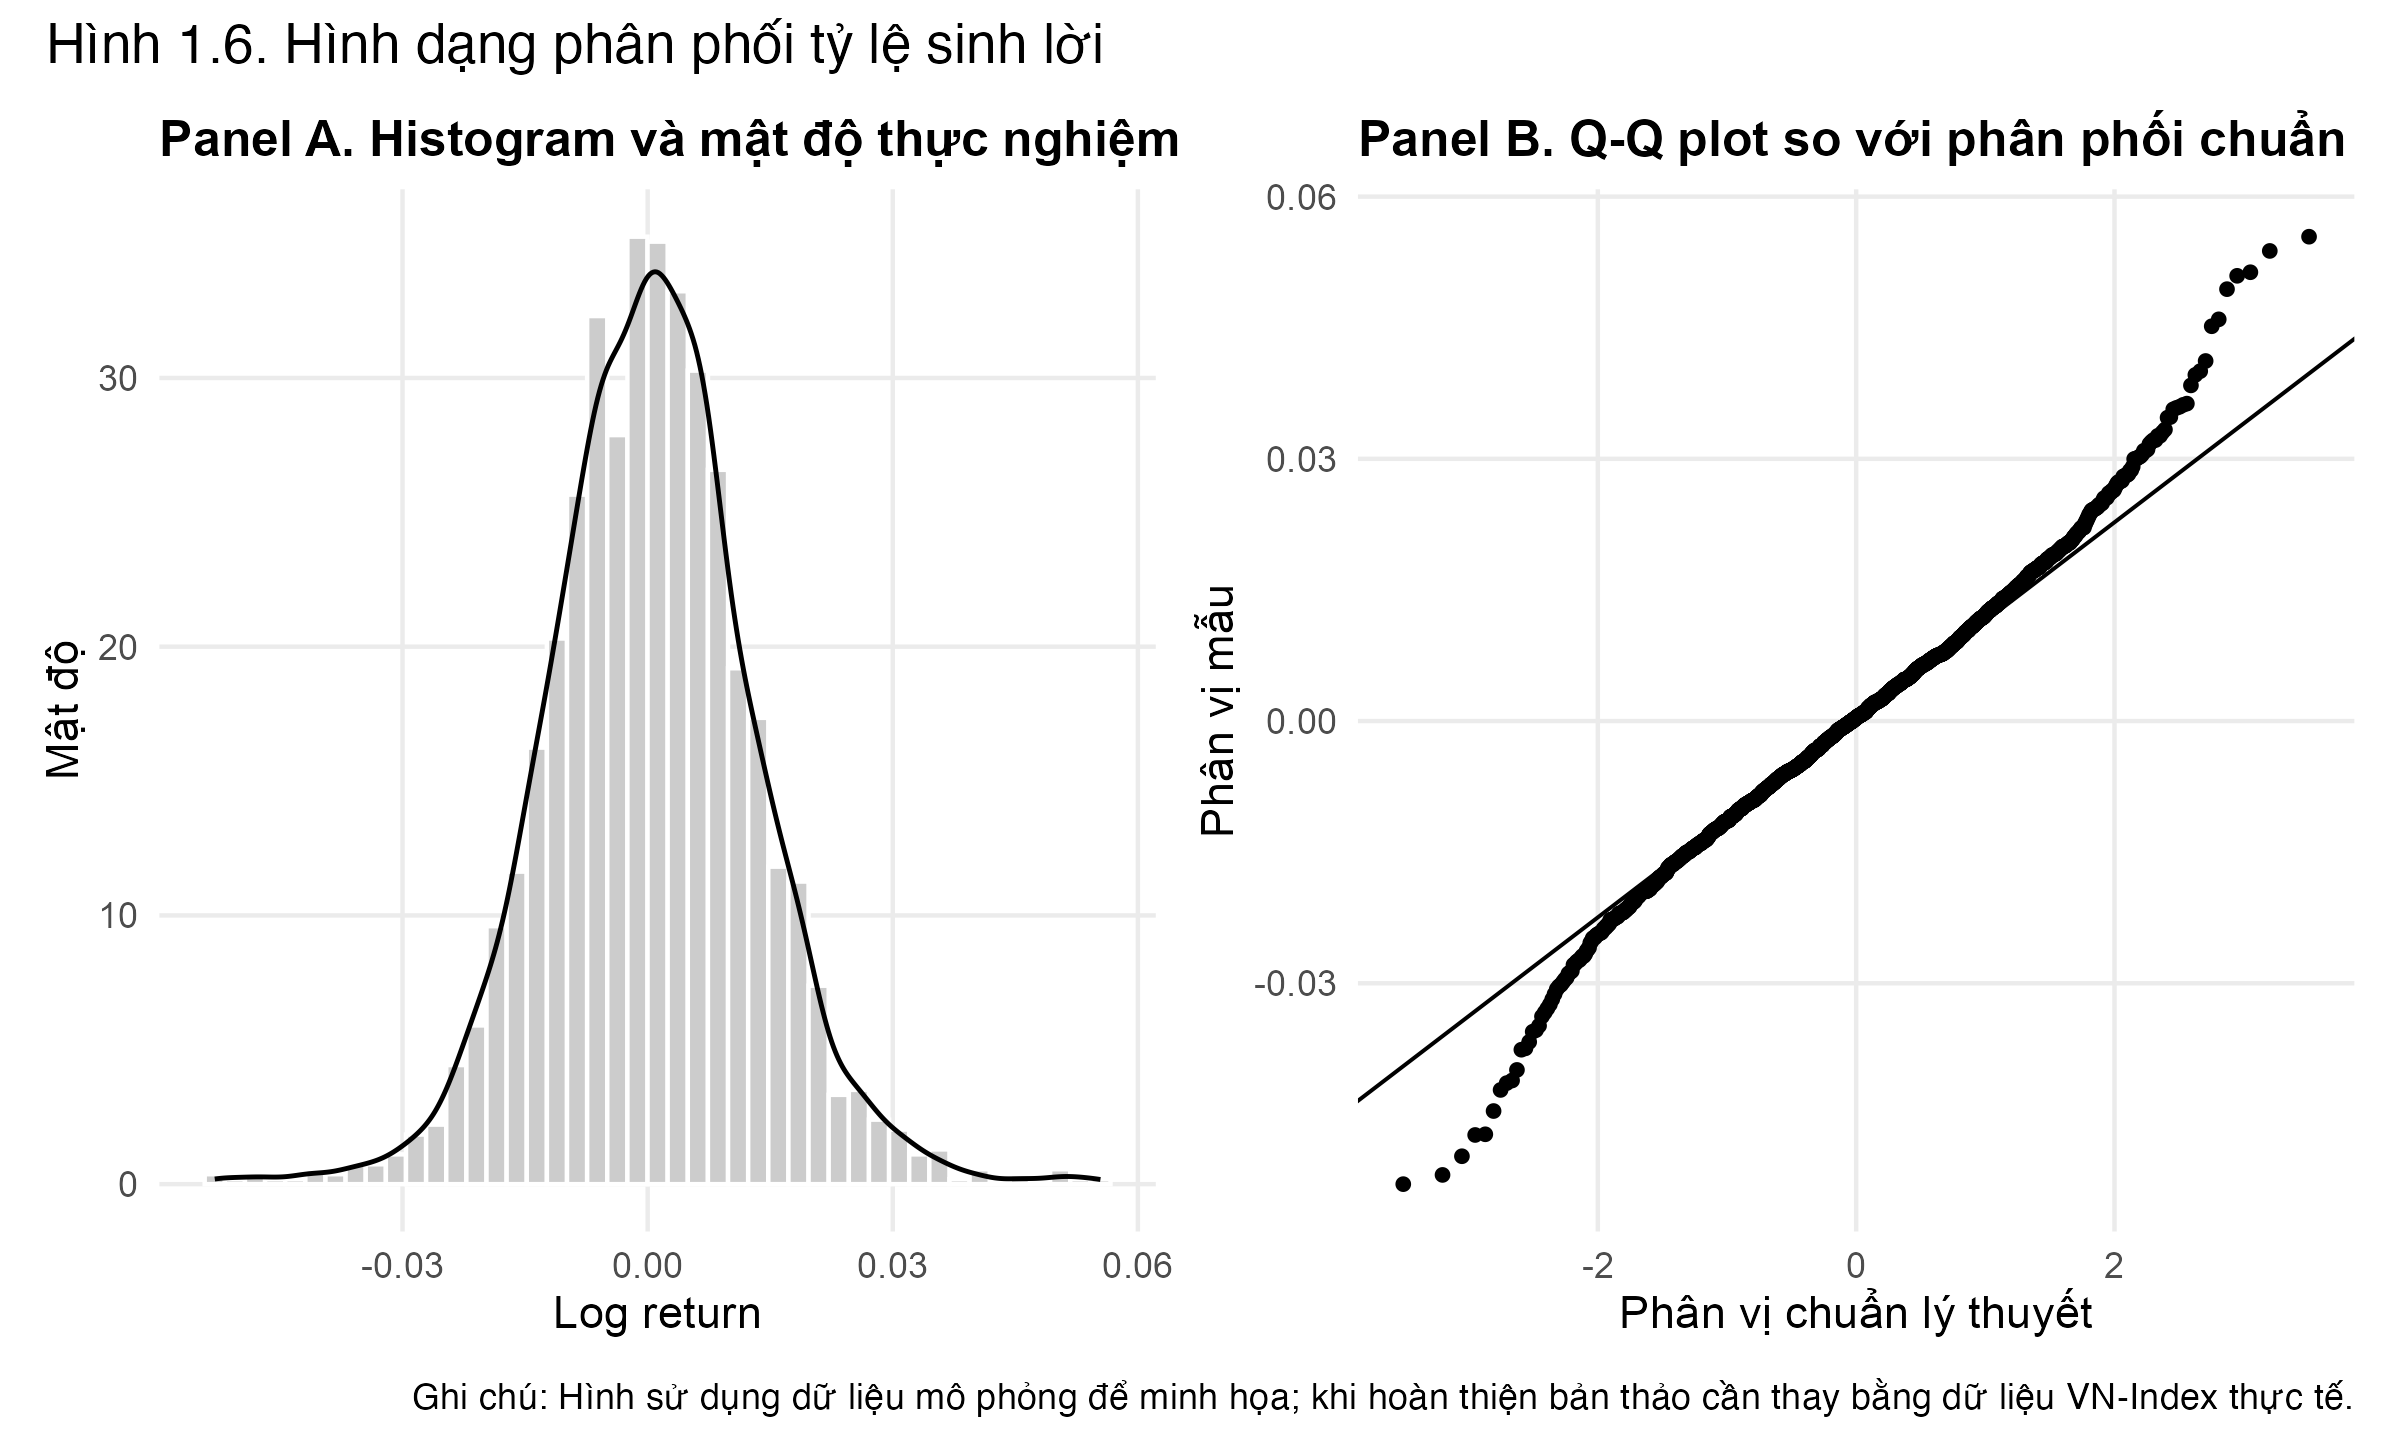 Hình 1.6. Hình dạng phân phối tỷ lệ sinh lời
Panel A. Histogram và mật độ thực nghiệm
Mật độ
30
20
10
0
-0.03 0.00 0.03 0.06
Log return
Panel B. Q-Q plot so với phân phối chuẩn
Phân vị mẫu
0.06
0.03
0.00
-0.03
-2 0 2
Phân vị chuẩn lý thuyết
Ghi chú: Hình sử dụng dữ liệu mô phỏng để minh họa; khi hoàn thiện bản thảo cần thay bằng dữ liệu VN-Index thực tế.